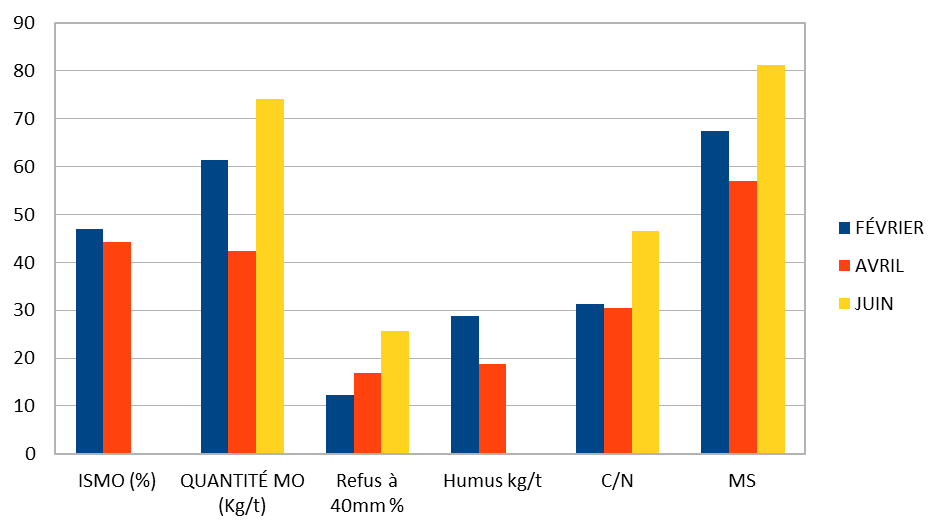 90
80
70
60
50
40
30
20
10
0
ISMO (%)
QUANTITÉ MO
(Kg/t)
Refus à
40mm %
Humus kg/t
C/N
MS
FÉVRIER
AVRIL
JUIN